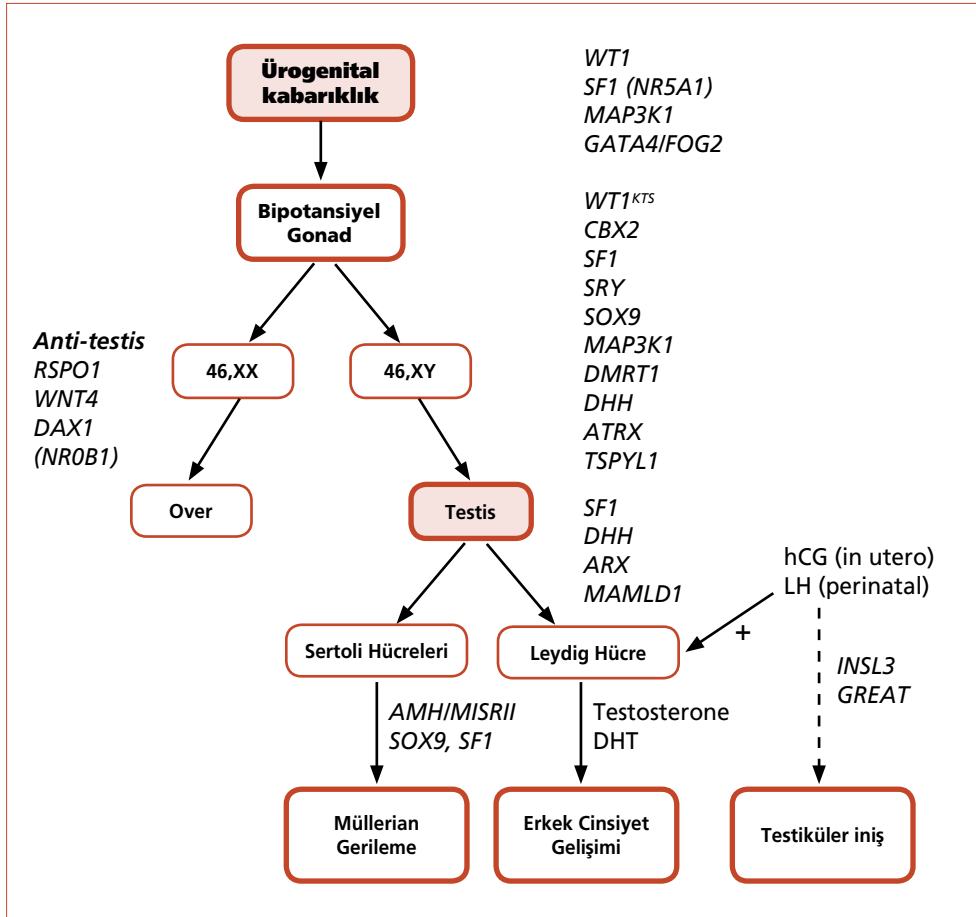 Ürogenital
kabarıklık
WT1
SF1 (NR5A1)
MAP3K1
GATA4/FOG2
Bipotansiyel
Gonad
WT1KTS
CBX2
SF1
SRY
SOX9
MAP3K1
DMRT1
DHH
ATRX
TSPYL1
Anti-testis
RSPO1
WNT4
DAX1
(NR0B1)
46,XX
46,XY
Over
Testis
SF1
DHH
ARX
MAMLD1
hCG (in utero)
LH (perinatal)
+
Sertoli Hücreleri
Leydig Hücre
INSL3
GREAT
AMH/MISRII
SOX9, SF1
Testosterone
DHT
Müllerian
Gerileme
Erkek Cinsiyet
Gelişimi
Testiküler iniş